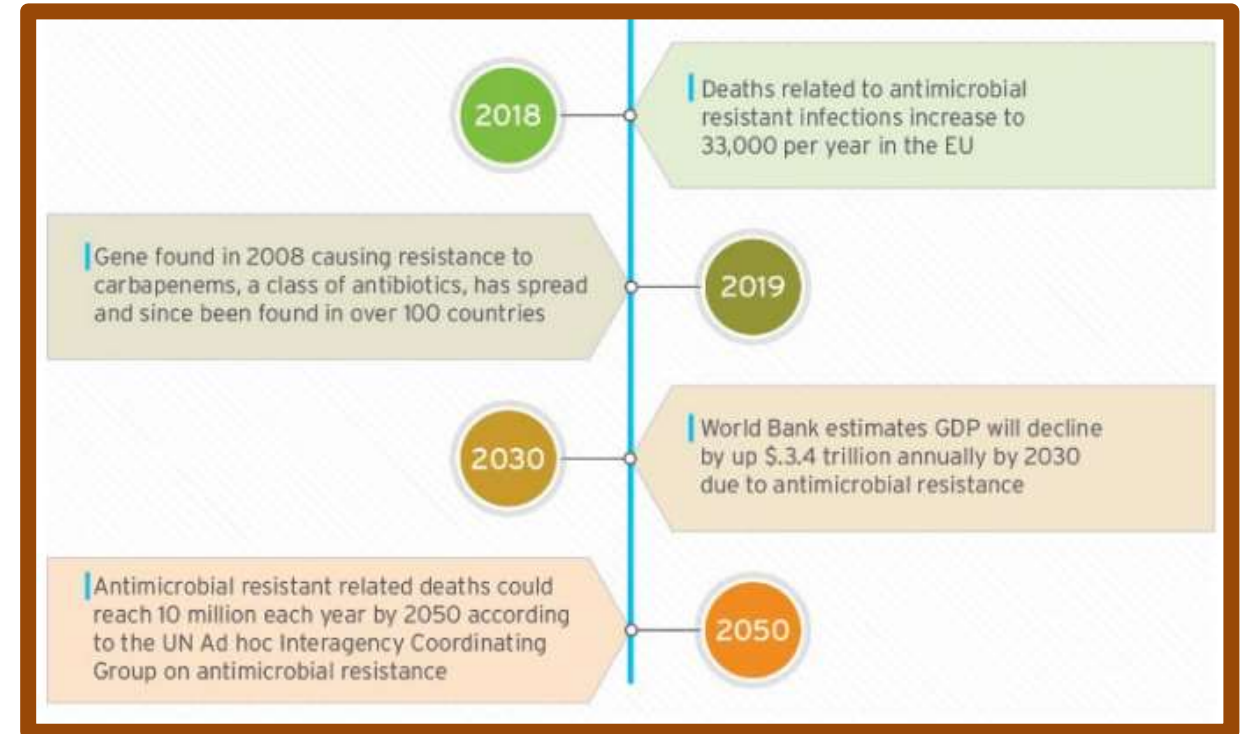 2018
Deaths related to antimicrobial
resistant infections increase to
33,000 per year in the EU
Gene found in 2008 causing resistance to
carbapenems, a class of antibiotics, has spread
and since been found in over 100 countries
2019
2030
World Bank estimates GDP will decline
by up $.3.4 trillion annually by 2030
due to antimicrobial resistance
Antimicrobial resistant related deaths could
reach 10 million each year by 2050 according
to the UN Ad hoc Interagency Coordinating
Group on antimicrobial resistance
2050